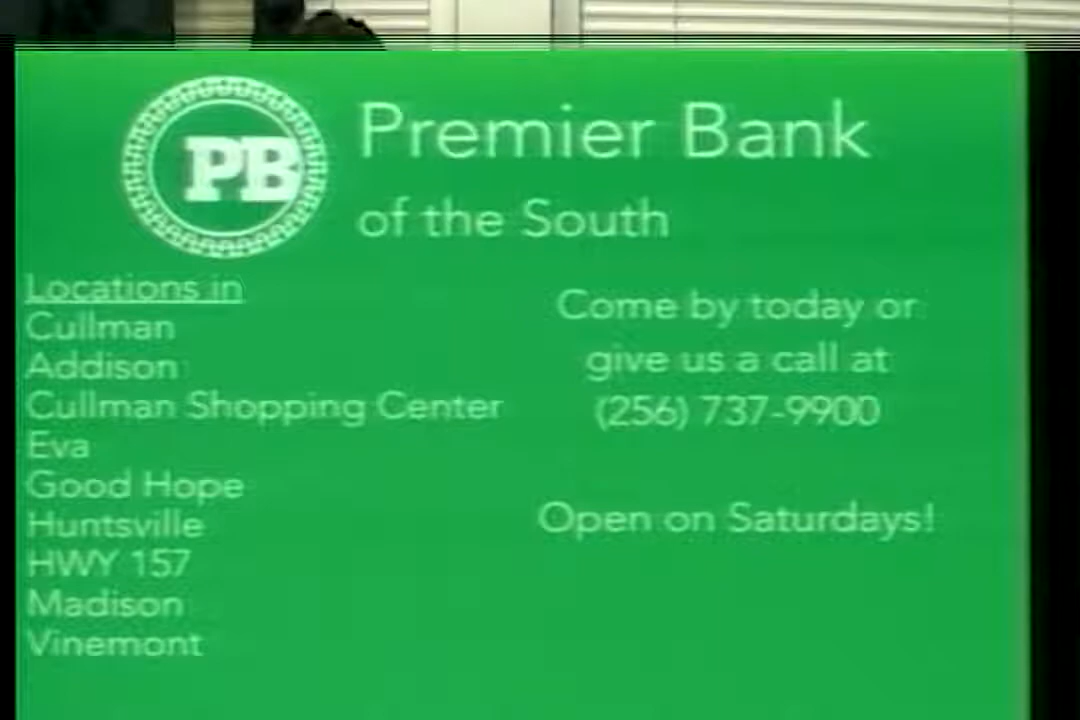 PB
Premier Bank
of the South
Locations in
Cullman
Addison
Cullman Shopping Center
Eva
Good Hope
Huntsville
HWY 157
Madison
Vinemont
Come by today or
give us a call at
(256) 737-9900
Open on Saturdays!